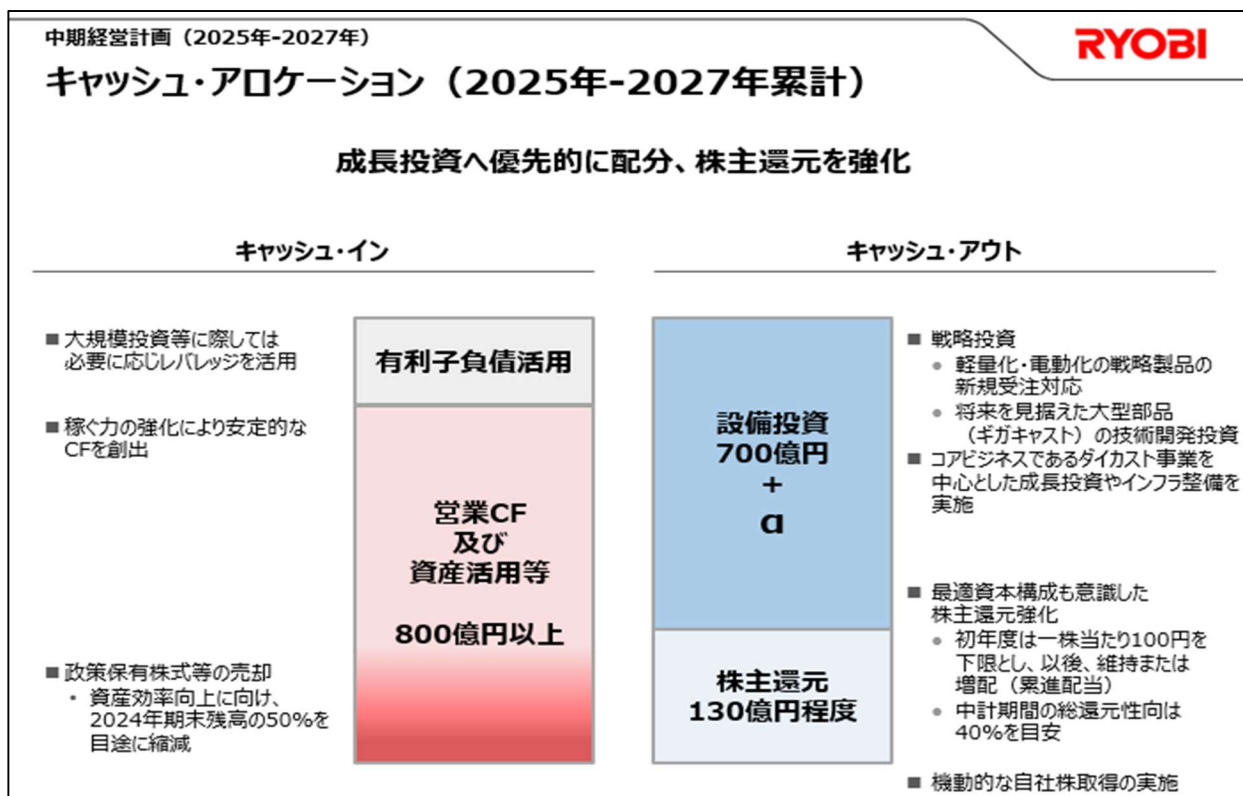 中期経営計画（2025年-2027年）
RYOBI
キャッシュ・アロケーション（2025年-2027年累計）
成長投資へ優先的に配分、株主還元を強化
キャッシュ・イン
■ 大規模投資等に際しては
必要に応じレバレッジを活用
■ 稼ぐ力の強化により安定的な
CFを創出
■ 政策保有株式等の売却
・ 資産効率向上に向け、
2024年期末残高の50%を
目途に縮減
有利子負債活用
営業CF
及び
資産活用等
800億円以上
キャッシュ・アウト
設備投資
700億円
+
α
株主還元
130億円程度
■ 戦略投資
● 軽量化・電動化の戦略製品の
新規受注対応
● 将来を見据えた大型部品
（ギガキャスト）の技術開発投資
■ コアビジネスであるダイカスト事業を
中心とした成長投資やインフラ整備を
実施
■ 最適資本構成も意識した
株主還元強化
● 初年度は一株当たり100円を
下限とし、以後、維持または
増配（累進配当）
● 中計期間の総還元性向は
40%を目安
■ 機動的な自社株取得の実施